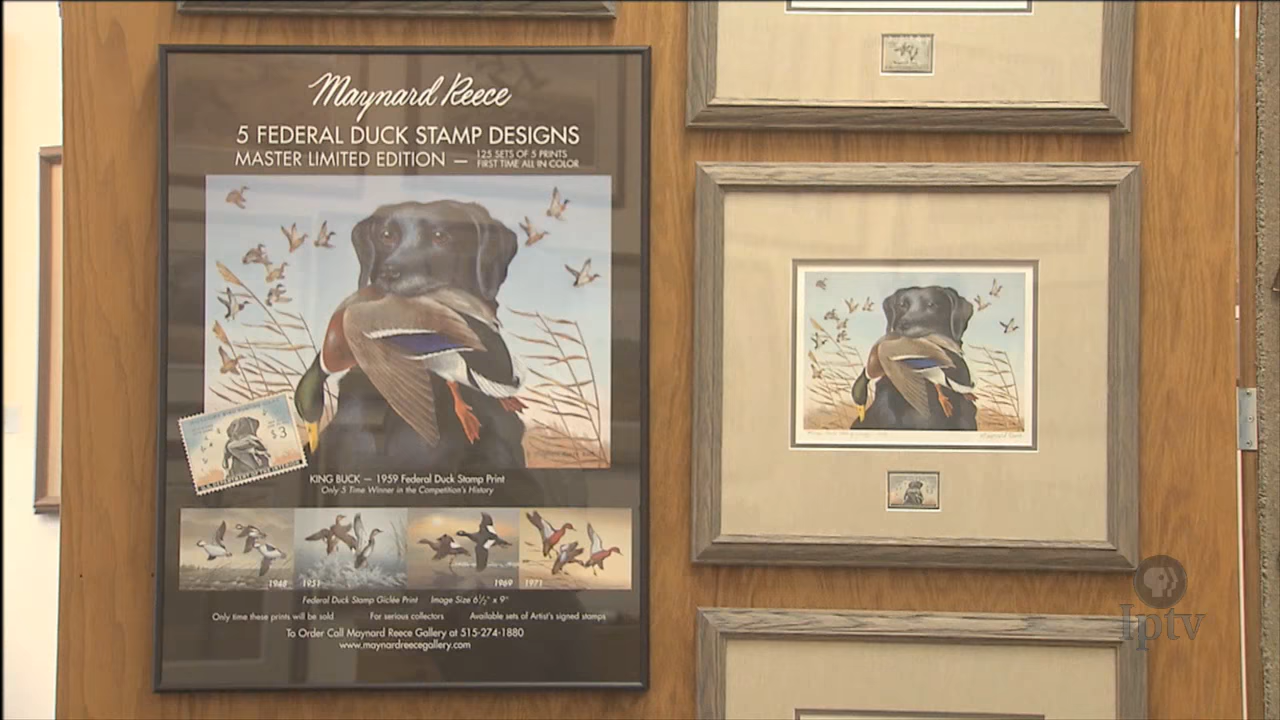 Maynard Reece
5 FEDERAL DUCK STAMP DESIGNS
MASTER LIMITED EDITION — 125 SETS OF 5 PRINTS
FIRST TIME ALL IN COLOR
$3
KING BUCK — 1959 Federal Duck Stamp Print
Only 5 Time Winner in the Competition's History
1948 1951 1969 1971
Federal Duck Stamp Giclée Print Image Size 6½" x 9"
Only time these prints will be sold For serious collectors Available sets of Artist's signed stamps
To Order Call Maynard Reece Gallery at 515-274-1880
www.maynardreecegallery.com
Maynard Reece
PBS
Iptv